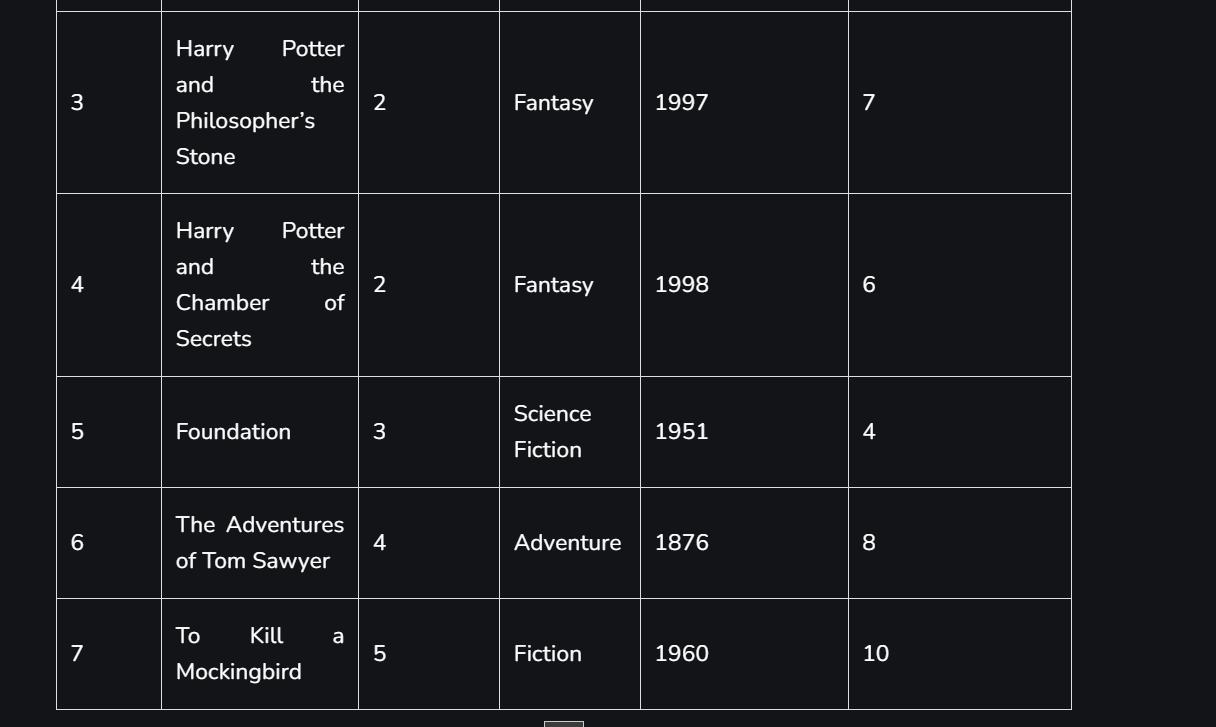 3 Harry Potter and the Philosopher’s Stone 2 Fantasy 1997 7
4 Harry Potter and the Chamber of Secrets 2 Fantasy 1998 6
5 Foundation 3 Science Fiction 1951 4
6 The Adventures of Tom Sawyer 4 Adventure 1876 8
7 To Kill a Mockingbird 5 Fiction 1960 10